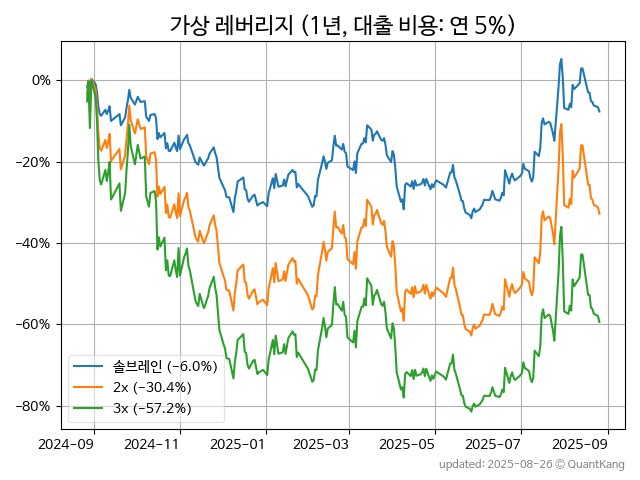 가상 레버리지 (1년, 대출 비용: 연 5%)
0%
−20%
−40%
−60%
−80%
솔브레인 (−6.0%)
2x (−30.4%)
3x (−57.2%)
2024-09 2024-11 2025-01 2025-03 2025-05 2025-07 2025-09
updated: 2025-08-26 © QuantKang